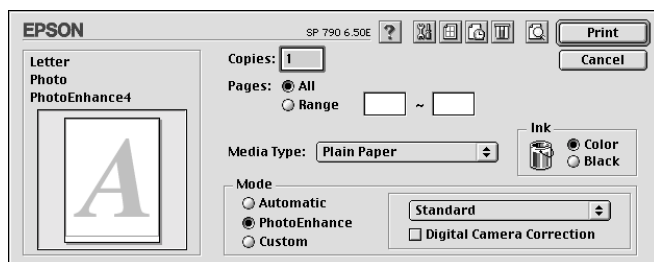 EPSON
SP 790 6.50E
?
Print
Cancel
Letter
Photo
PhotoEnhance4
A
Copies: 1
Pages: All
Range ~
Media Type: Plain Paper
Ink
Color
Black
Mode
Automatic
PhotoEnhance
Custom
Standard
Digital Camera Correction